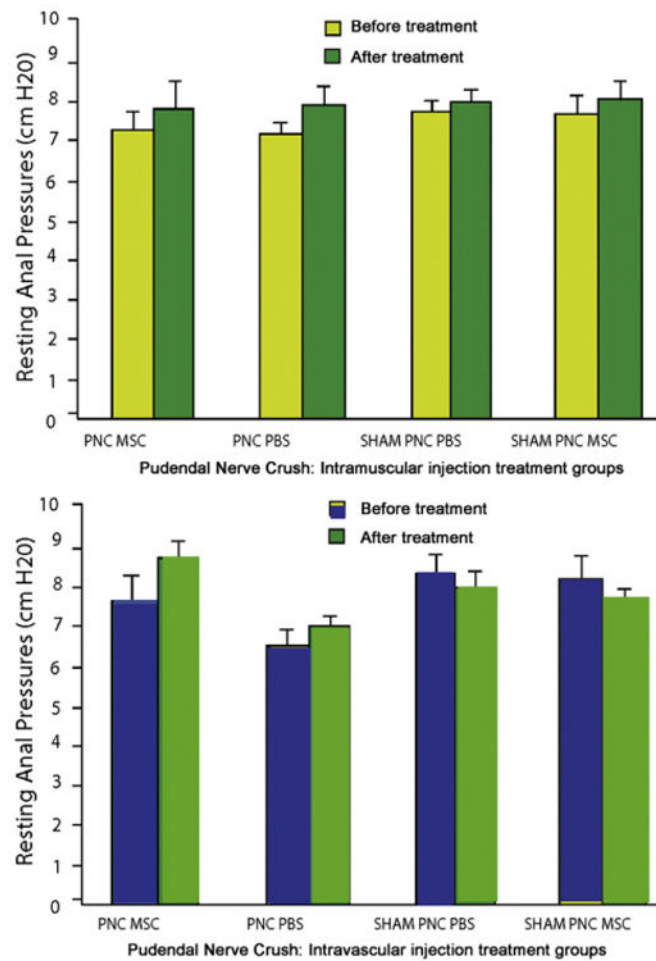 10
9
8
7
6
5
4
3
2
1
0
Resting Anal Pressures (cm H20)
Before treatment
After treatment
PNC MSC
PNC PBS
SHAM PNC PBS
SHAM PNC MSC
Pudendal Nerve Crush: Intramuscular injection treatment groups
10
9
8
7
6
5
4
3
2
1
0
Resting Anal Pressures (cm H20)
Before treatment
After treatment
PNC MSC
PNC PBS
SHAM PNC PBS
SHAM PNC MSC
Pudendal Nerve Crush: Intravascular injection treatment groups